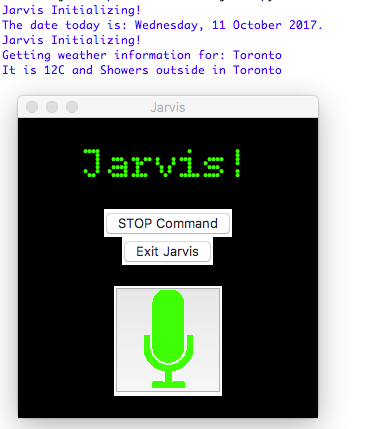 Jarvis Initializing!
The date today is: Wednesday, 11 October 2017.
Jarvis Initializing!
Getting weather information for: Toronto
It is 12C and Showers outside in Toronto
Jarvis
Jarvis!
STOP Command
Exit Jarvis